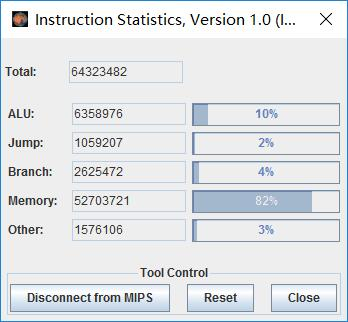 Instruction Statistics, Version 1.0 (I...
Total: 64323482
ALU: 6358976 10%
Jump: 1059207 2%
Branch: 2625472 4%
Memory: 52703721 82%
Other: 1576106 3%
Tool Control
Disconnect from MIPS Reset Close